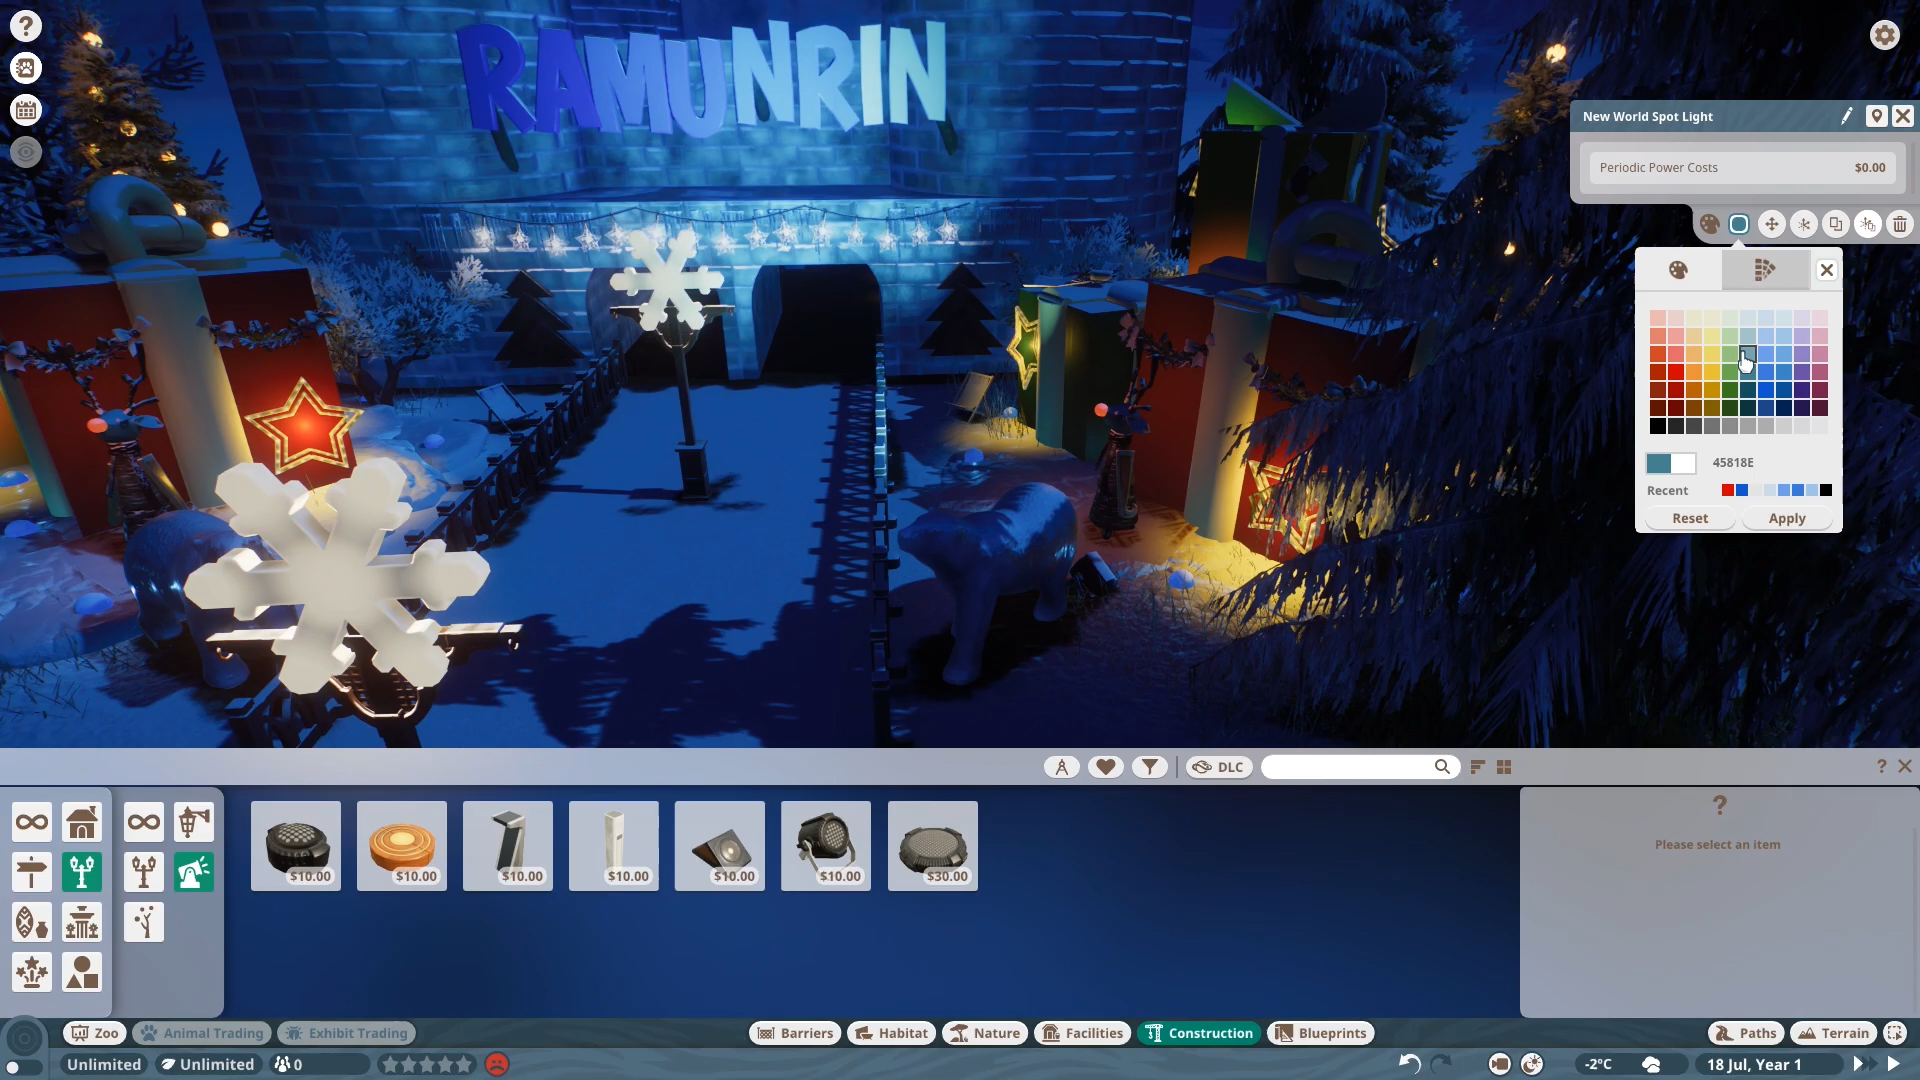 RAMUNRIN
New World Spot Light
Periodic Power Costs $0.00
45818E
Recent
Reset Apply
DLC
$10.00 $10.00 $10.00 $10.00 $10.00 $10.00 $30.00
Please select an item
Zoo Animal Trading Exhibit Trading Barriers Habitat Nature Facilities Construction Blueprints Paths Terrain
Unlimited Unlimited 0 -2°C 18 Jul, Year 1